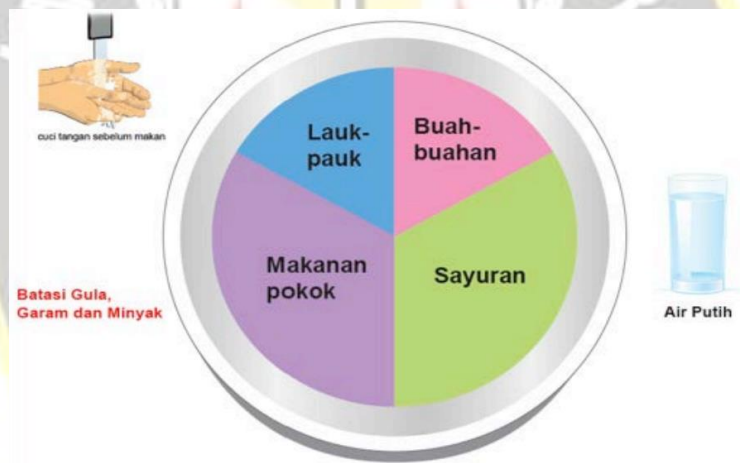 cuci tangan sebelum makan
Lauk-
pauk
Buah-
buahan
Makanan
pokok
Sayuran
Batasi Gula,
Garam dan Minyak
Air Putih